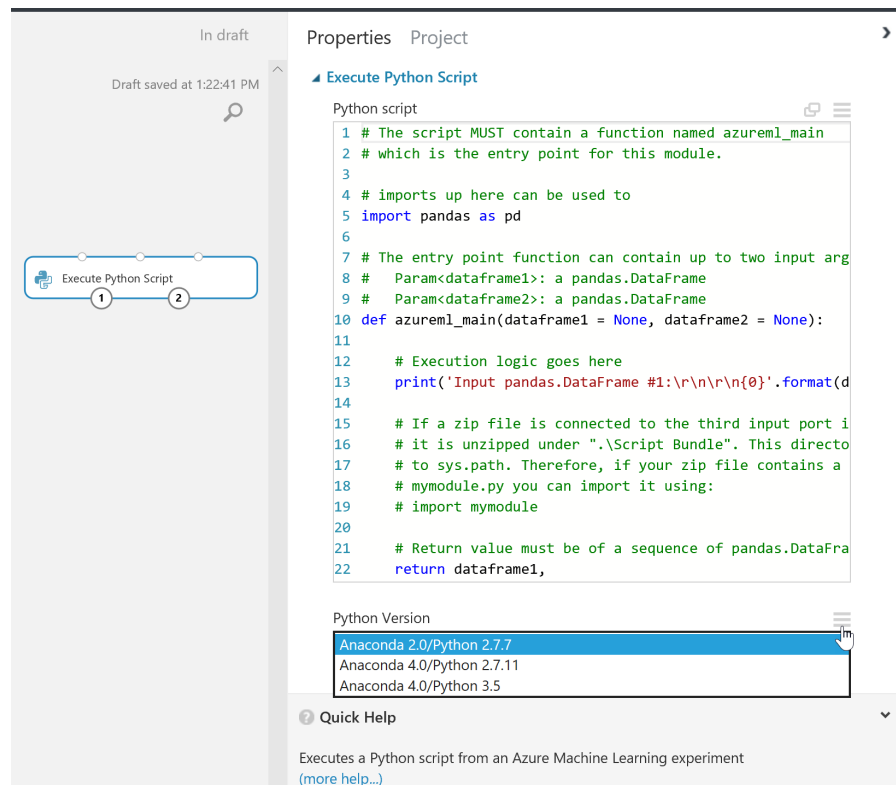 In draft
Draft saved at 1:22:41 PM
Execute Python Script
1
2
Properties Project
Execute Python Script
Python script
1 # The script MUST contain a function named azureml_main
2 # which is the entry point for this module.
3
4 # imports up here can be used to
5 import pandas as pd
6
7 # The entry point function can contain up to two input arg
8 #   Param<dataframe1>: a pandas.DataFrame
9 #   Param<dataframe2>: a pandas.DataFrame
10 def azureml_main(dataframe1 = None, dataframe2 = None):
11
12     # Execution logic goes here
13     print('Input pandas.DataFrame #1:\r\n\r\n{0}'.format(d
14
15     # If a zip file is connected to the third input port i
16     # it is unzipped under ".\Script Bundle". This directo
17     # to sys.path. Therefore, if your zip file contains a
18     # mymodule.py you can import it using:
19     # import mymodule
20
21     # Return value must be of a sequence of pandas.DataFra
22     return dataframe1,
Python Version
Anaconda 2.0/Python 2.7.7
Anaconda 4.0/Python 2.7.11
Anaconda 4.0/Python 3.5
? Quick Help
Executes a Python script from an Azure Machine Learning experiment
(more help...)